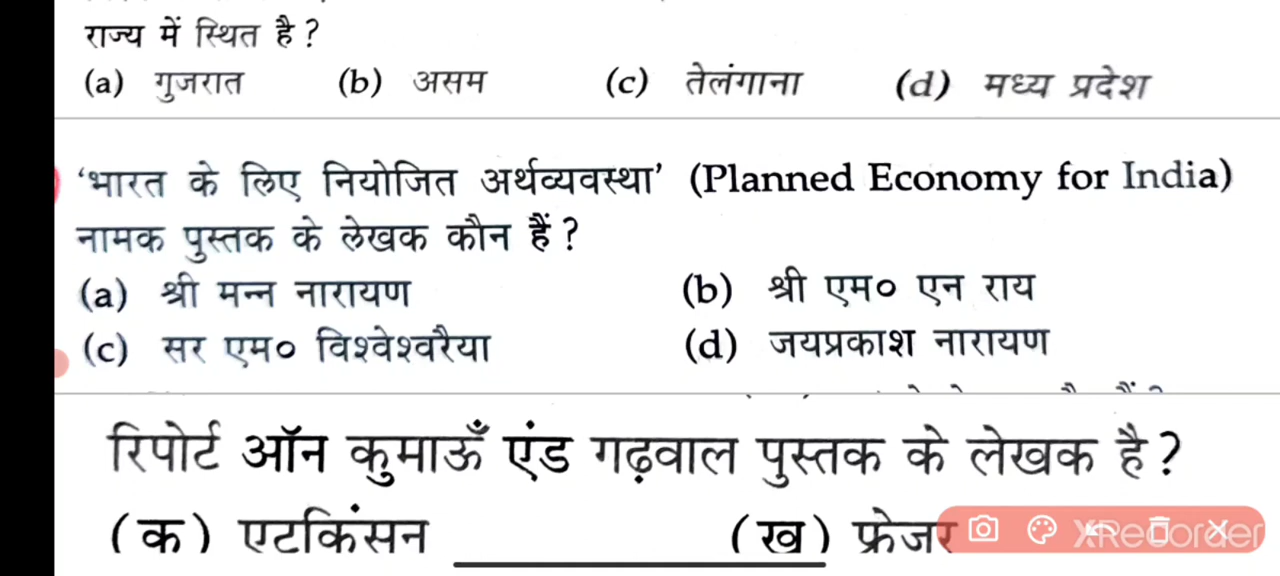 राज्य में स्थित है ?
(a) गुजरात (b) असम (c) तेलंगाना (d) मध्य प्रदेश
‘भारत के लिए नियोजित अर्थव्यवस्था’ (Planned Economy for India)
नामक पुस्तक के लेखक कौन हैं ?
(a) श्री मन्न नारायण (b) श्री एम० एन राय
(c) सर एम० विश्वेश्वरैया (d) जयप्रकाश नारायण
रिपोर्ट ऑन कुमाऊँ एंड गढ़वाल पुस्तक के लेखक है ?
(क) एटकिंसन (ख) फ्रेजर
XRecorder